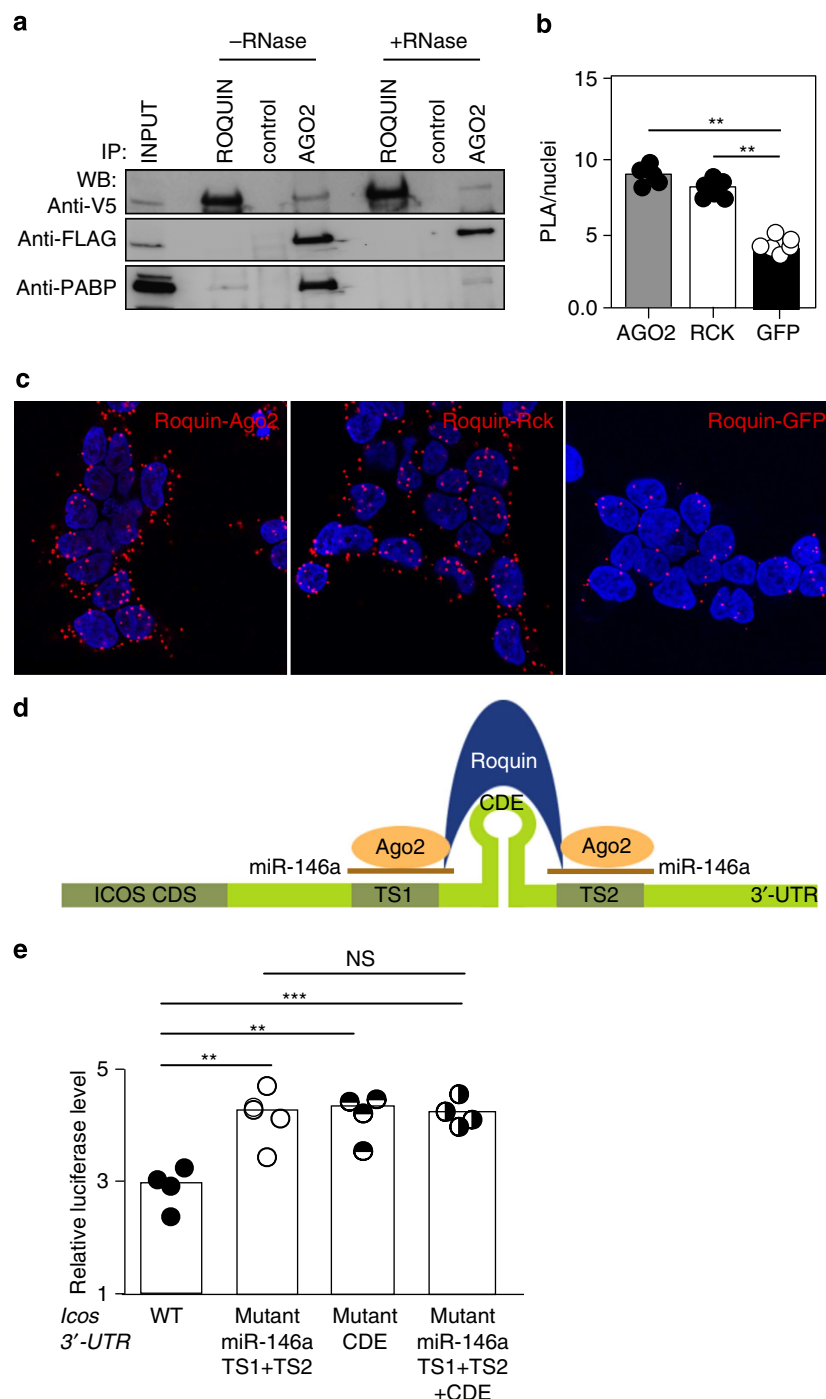 a
–RNase
+RNase
IP:
INPUT
ROQUIN
control
AGO2
ROQUIN
control
AGO2
WB:
Anti-V5
Anti-FLAG
Anti-PABP
b
PLA/nuclei
15
10
5
0.0
**
**
AGO2 RCK GFP
c
Roquin-Ago2
Roquin-Rck
Roquin-GFP
d
Roquin
CDE
Ago2
Ago2
miR-146a
miR-146a
ICOS CDS
TS1
TS2
3′-UTR
e
NS
***
**
**
Relative luciferase level
5
3
1
Icos
3′-UTR
WT
Mutant
miR-146a
TS1+TS2
Mutant
CDE
Mutant
miR-146a
TS1+TS2
+CDE